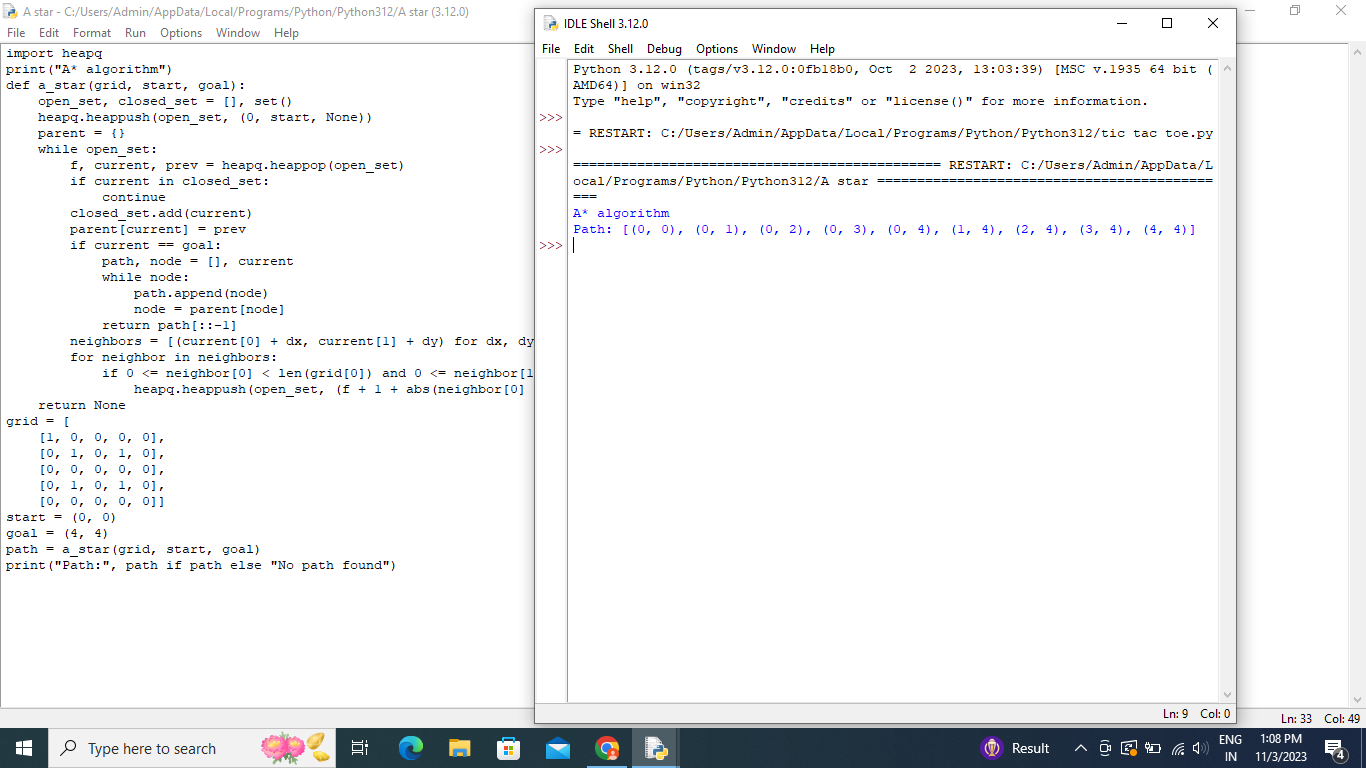 A star - C:/Users/Admin/AppData/Local/Programs/Python/Python312/A star (3.12.0)
File Edit Format Run Options Window Help
import heapq
print("A* algorithm")
def a_star(grid, start, goal):
    open_set, closed_set = [], set()
    heapq.heappush(open_set, (0, start, None))
    parent = {}
    while open_set:
        f, current, prev = heapq.heappop(open_set)
        if current in closed_set:
            continue
        closed_set.add(current)
        parent[current] = prev
        if current == goal:
            path, node = [], current
            while node:
                path.append(node)
                node = parent[node]
            return path[::-1]
        neighbors = [(current[0] + dx, current[1] + dy) for dx, dy
        for neighbor in neighbors:
            if 0 <= neighbor[0] < len(grid[0]) and 0 <= neighbor[1
                heapq.heappush(open_set, (f + 1 + abs(neighbor[0]
    return None
grid = [
    [1, 0, 0, 0, 0],
    [0, 1, 0, 1, 0],
    [0, 0, 0, 0, 0],
    [0, 1, 0, 1, 0],
    [0, 0, 0, 0, 0]]
start = (0, 0)
goal = (4, 4)
path = a_star(grid, start, goal)
print("Path:", path if path else "No path found")
Ln: 33 Col: 49
IDLE Shell 3.12.0
File Edit Shell Debug Options Window Help
Python 3.12.0 (tags/v3.12.0:0fb18b0, Oct  2 2023, 13:03:39) [MSC v.1935 64 bit (
AMD64)] on win32
Type "help", "copyright", "credits" or "license()" for more information.
>>>
= RESTART: C:/Users/Admin/AppData/Local/Programs/Python/Python312/tic tac toe.py
>>>
============================================== RESTART: C:/Users/Admin/AppData/L
ocal/Programs/Python/Python312/A star ==========================================
===
A* algorithm
Path: [(0, 0), (0, 1), (0, 2), (0, 3), (0, 4), (1, 4), (2, 4), (3, 4), (4, 4)]
>>>
Ln: 9 Col: 0
Type here to search
Result
ENG
IN
1:08 PM
11/3/2023
4